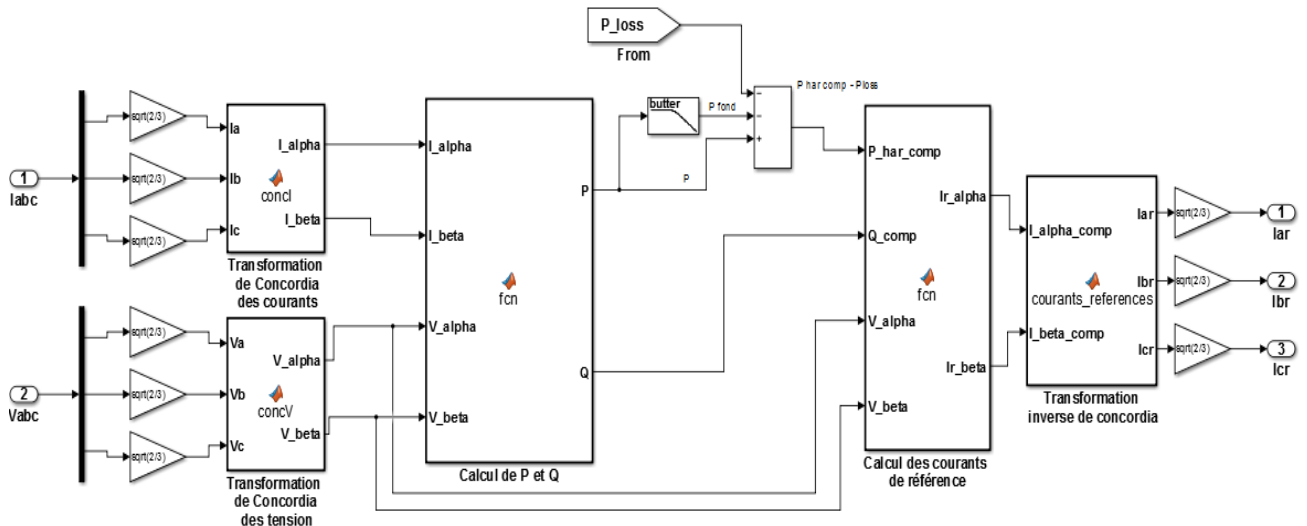 P_loss
From
P har comp - Ploss
butter
P fond
P
1
Iabc
sqrt(2/3)
sqrt(2/3)
sqrt(2/3)
Ia
Ib
Ic
concI
I_alpha
I_beta
Transformation
de Concordia
des courants
2
Vabc
sqrt(2/3)
sqrt(2/3)
sqrt(2/3)
Va
Vb
Vc
concV
V_alpha
V_beta
Transformation
de Concordia
des tension
I_alpha
I_beta
V_alpha
V_beta
fcn
P
Q
Calcul de P et Q
P_har_comp
Q_comp
V_alpha
V_beta
fcn
Ir_alpha
Ir_beta
Calcul des courants
de référence
I_alpha_comp
I_beta_comp
courants_references
Iar
Ibr
Icr
Transformation
inverse de concordia
sqrt(2/3)
sqrt(2/3)
sqrt(2/3)
1
Iar
2
Ibr
3
Icr